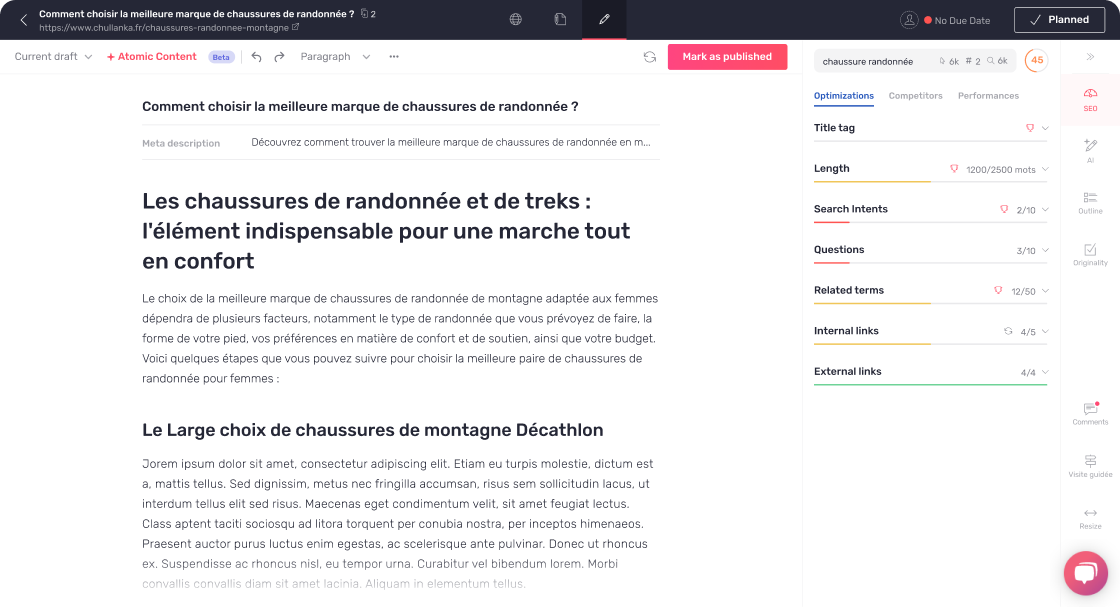 Comment choisir la meilleure marque de chaussures de randonnée ? 2
https://www.chullanka.fr/chaussures-randonnee-montagne
No Due Date
Planned
Current draft
Atomic Content
Beta
Paragraph
Mark as published
Comment choisir la meilleure marque de chaussures de randonnée ?
Meta description
Découvrez comment trouver la meilleure marque de chaussures de randonnée en m...
Les chaussures de randonnée et de treks :
l'élément indispensable pour une marche tout
en confort
Le choix de la meilleure marque de chaussures de randonnée de montagne adaptée aux femmes
dépendra de plusieurs facteurs, notamment le type de randonnée que vous prévoyez de faire, la
forme de votre pied, vos préférences en matière de confort et de soutien, ainsi que votre budget.
Voici quelques étapes que vous pouvez suivre pour choisir la meilleure paire de chaussures de
randonnée pour femmes :
Le Large choix de chaussures de montagne Décathlon
Jorem ipsum dolor sit amet, consectetur adipiscing elit. Etiam eu turpis molestie, dictum est
a, mattis tellus. Sed dignissim, metus nec fringilla accumsan, risus sem sollicitudin lacus, ut
interdum tellus elit sed risus. Maecenas eget condimentum velit, sit amet feugiat lectus.
Class aptent taciti sociosqu ad litora torquent per conubia nostra, per inceptos himenaeos.
Praesent auctor purus luctus enim egestas, ac scelerisque ante pulvinar. Donec ut rhoncus
ex. Suspendisse ac rhoncus nisl, eu tempor urna. Curabitur vel bibendum lorem. Morbi
convallis convallis diam sit amet lacinia. Aliquam in elementum tellus.
chaussure randonnée 6k # 2 6k
45
Optimizations Competitors Performances
Title tag
Length 1200/2500 mots
Search Intents 2/10
Questions 3/10
Related terms 12/50
Internal links 4/5
External links 4/4
SEO
AI
Outline
Originality
Comments
Visite guidée
Resize